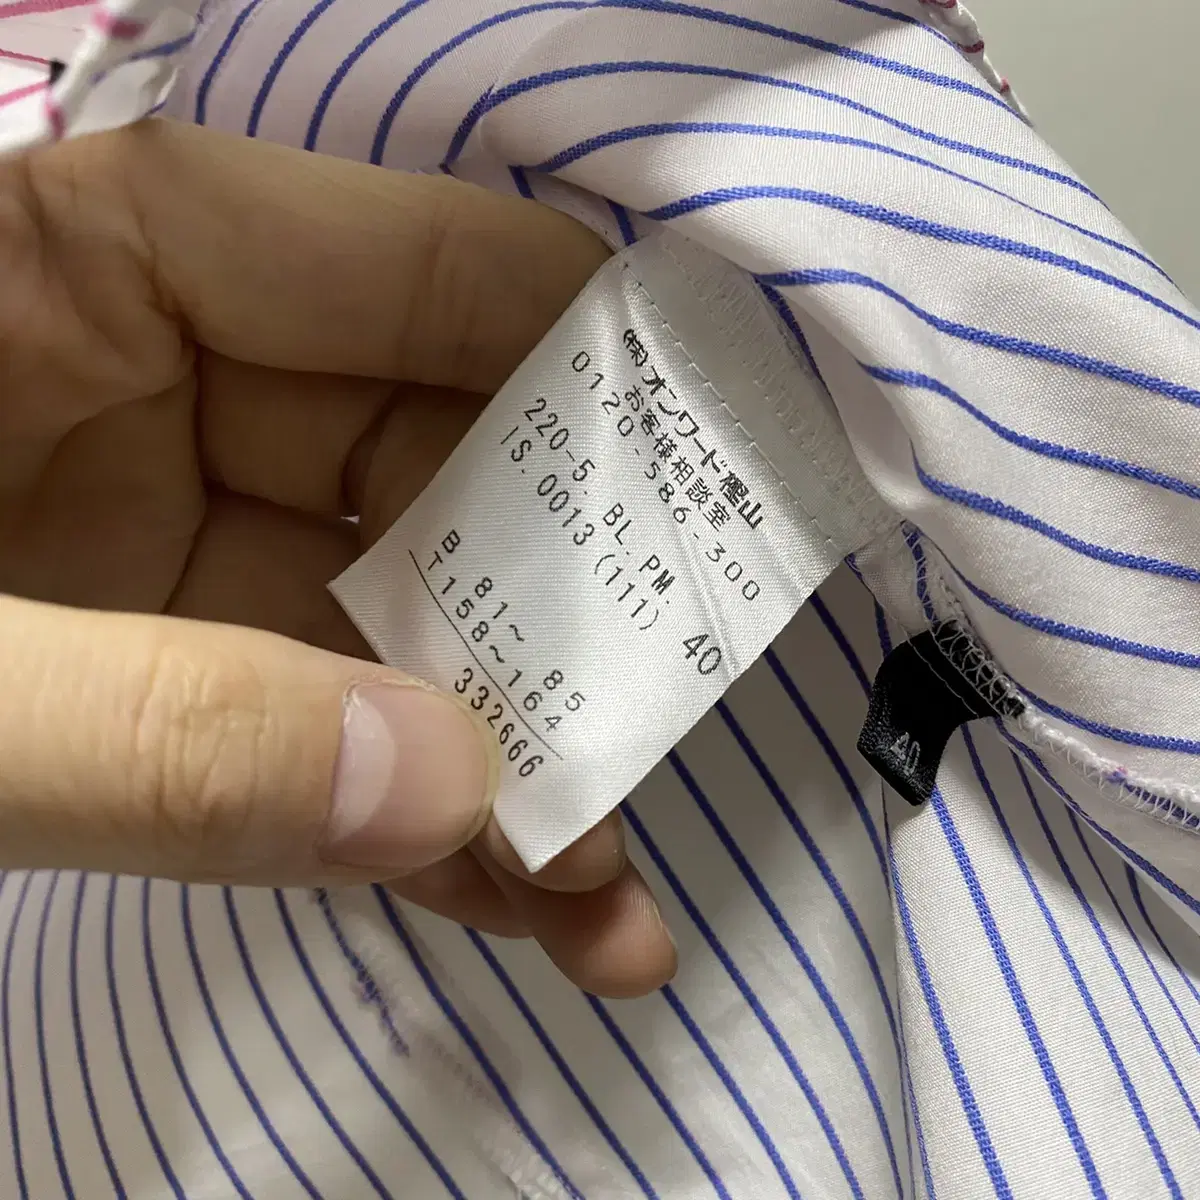 (株)オンワード樫山
お客様相談室
0120-586-300
220-5. BL.PM.
IS.0013(111) 40
B 81~ 85
T158~164
332666
40